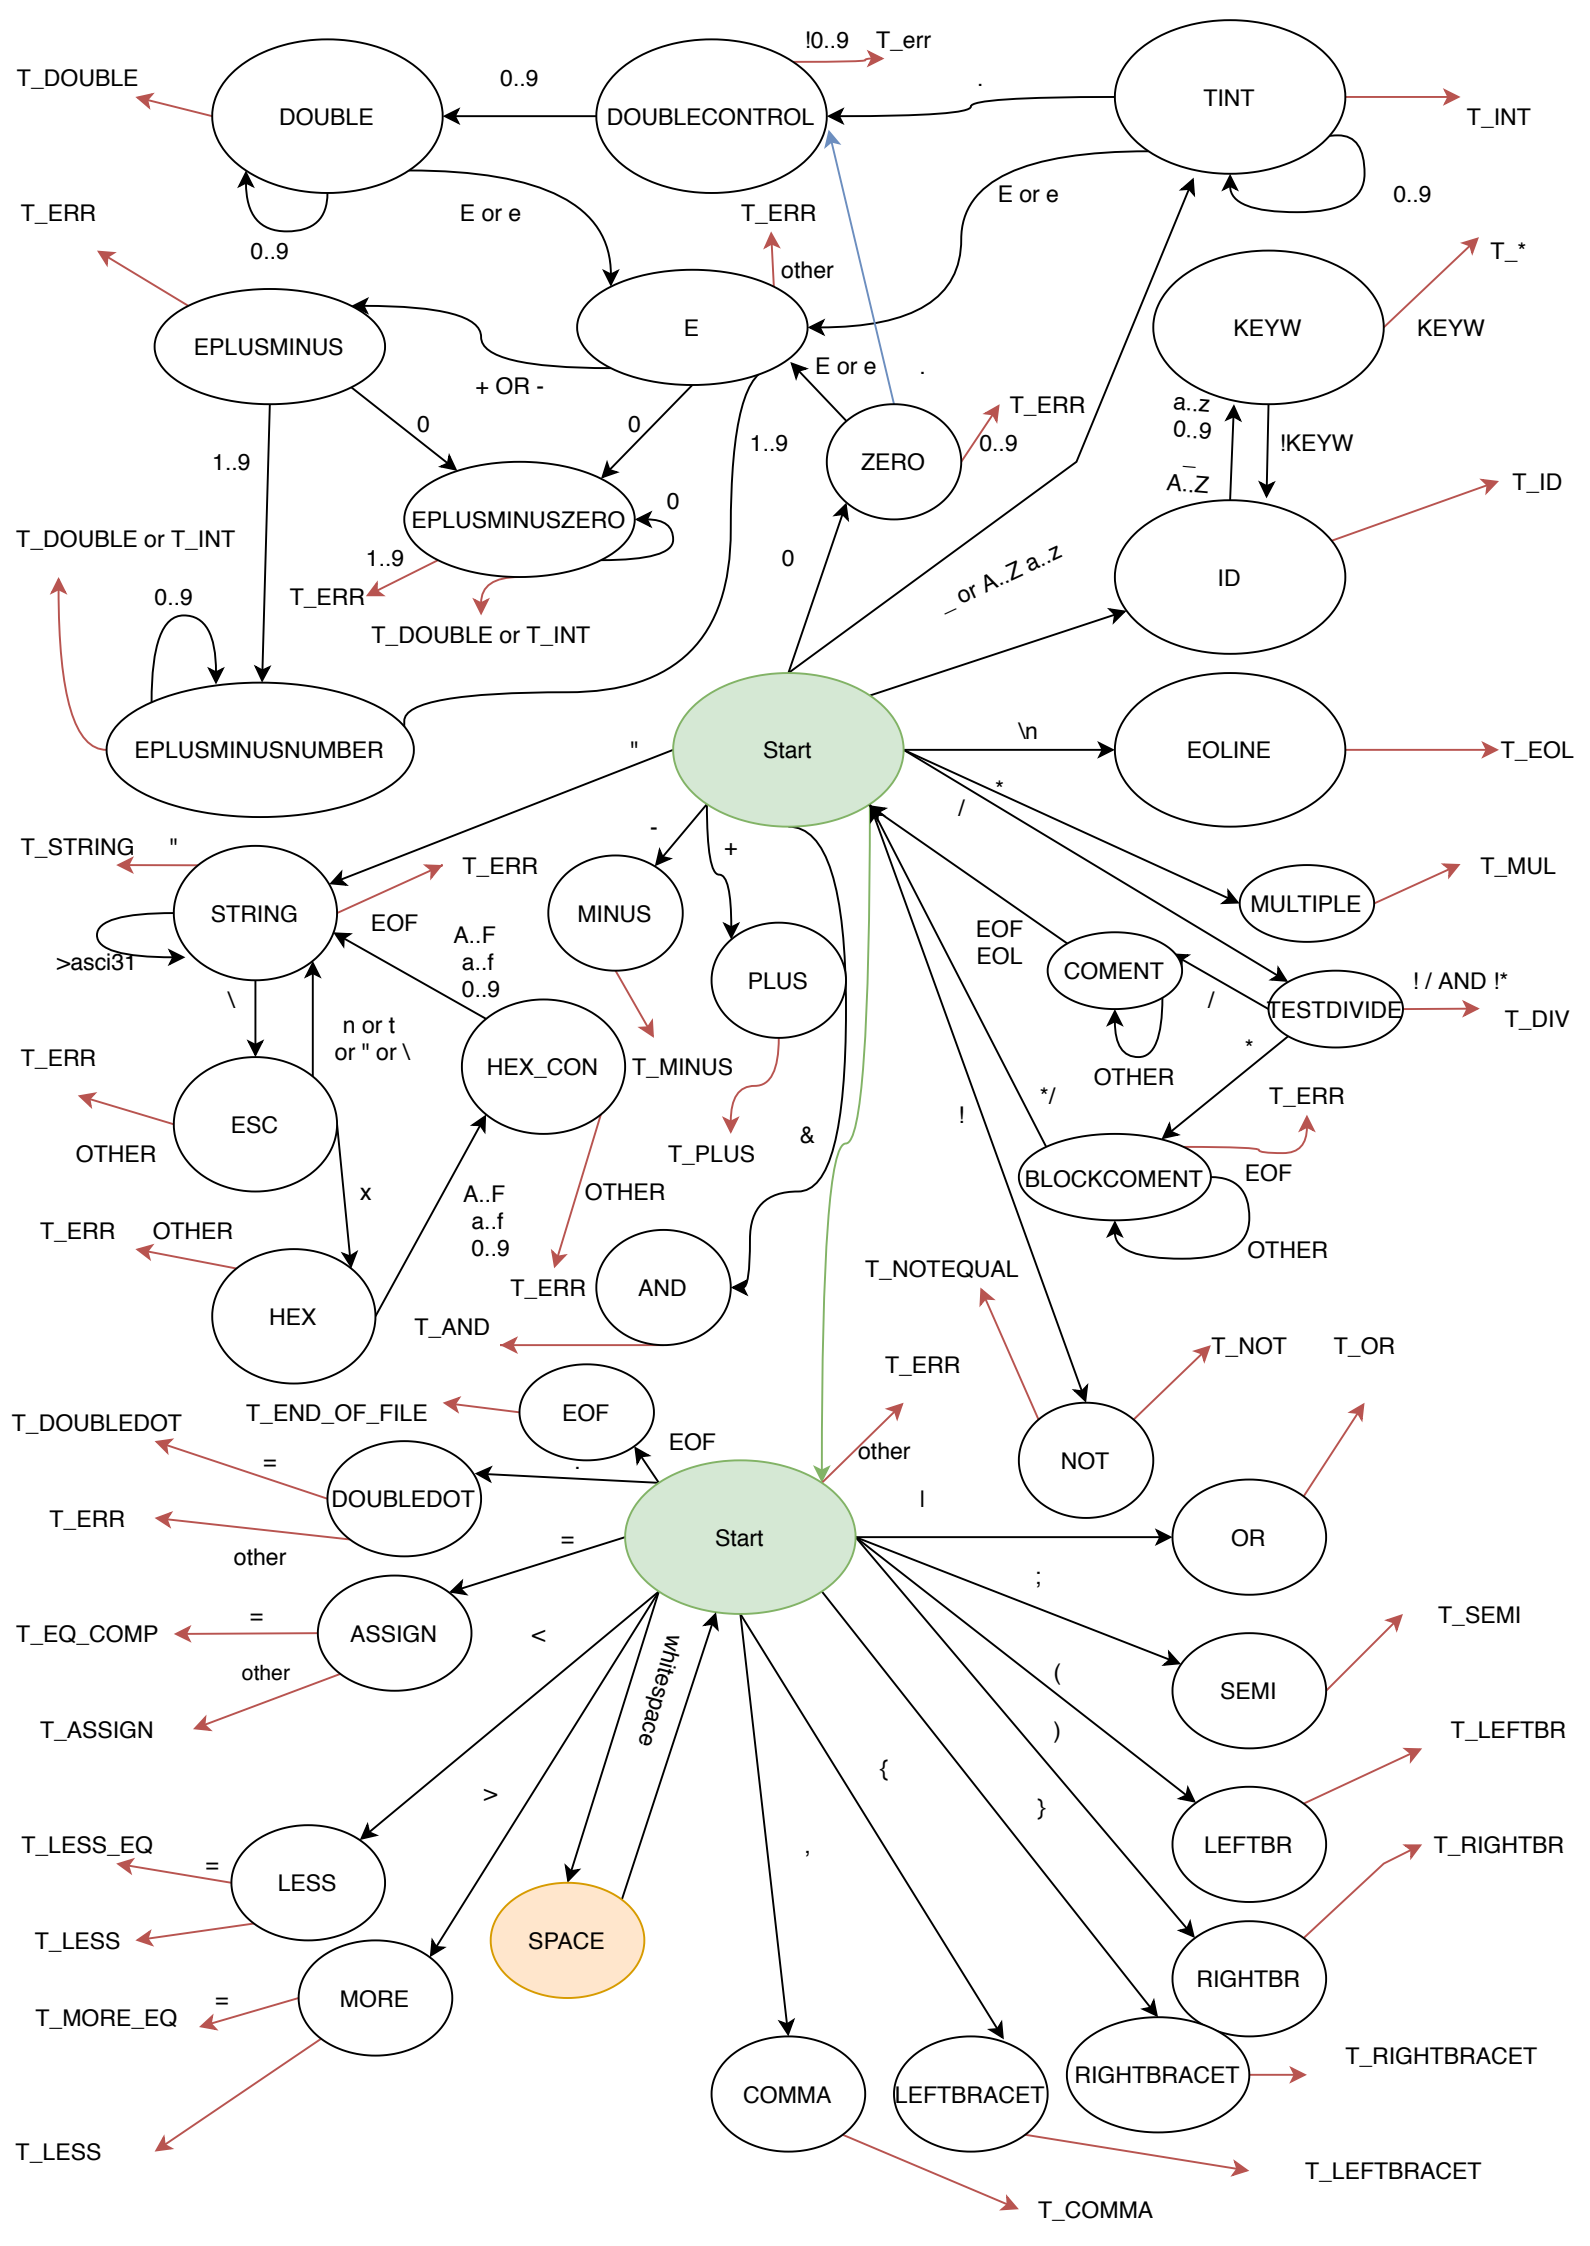 !0..9
T_err
T_DOUBLE
0..9
.
DOUBLE
DOUBLECONTROL
TINT
T_INT
T_ERR
E or e
T_ERR
E or e
0..9
0..9
other
T_*
EPLUSMINUS
E
KEYW
KEYW
+ OR -
E or e
.
T_ERR
a..z
0..9
_
A..Z
!KEYW
0
0
1..9
0..9
1..9
ZERO
T_ID
0
EPLUSMINUSZERO
T_DOUBLE or T_INT
1..9
0
_ or A..Z a..z
ID
0..9
T_ERR
T_DOUBLE or T_INT
EPLUSMINUSNUMBER
"
Start
\n
EOLINE
T_EOL
*
/
T_STRING
"
T_ERR
-
+
T_MUL
STRING
EOF
MINUS
MULTIPLE
>asci31
A..F
a..f
0..9
EOF
EOL
PLUS
COMENT
! / AND !*
\
/
TESTDIVIDE
T_DIV
n or t
or " or \
*
T_ERR
HEX_CON
T_MINUS
OTHER
T_ERR
ESC
*/
!
OTHER
T_PLUS
&
x
OTHER
BLOCKCOMENT
EOF
A..F
a..f
0..9
T_ERR
OTHER
OTHER
T_NOTEQUAL
T_ERR
AND
HEX
T_AND
T_NOT
T_OR
T_ERR
T_END_OF_FILE
EOF
T_DOUBLEDOT
EOF
other
=
.
NOT
DOUBLEDOT
|
T_ERR
=
Start
OR
other
;
T_EQ_COMP
=
ASSIGN
<
whitespace
T_SEMI
other
(
SEMI
T_ASSIGN
)
T_LEFTBR
>
{
}
T_LESS_EQ
=
,
LEFTBR
T_RIGHTBR
LESS
T_LESS
SPACE
RIGHTBR
=
MORE
T_MORE_EQ
T_RIGHTBRACET
RIGHTBRACET
COMMA
LEFTBRACET
T_LESS
T_LEFTBRACET
T_COMMA